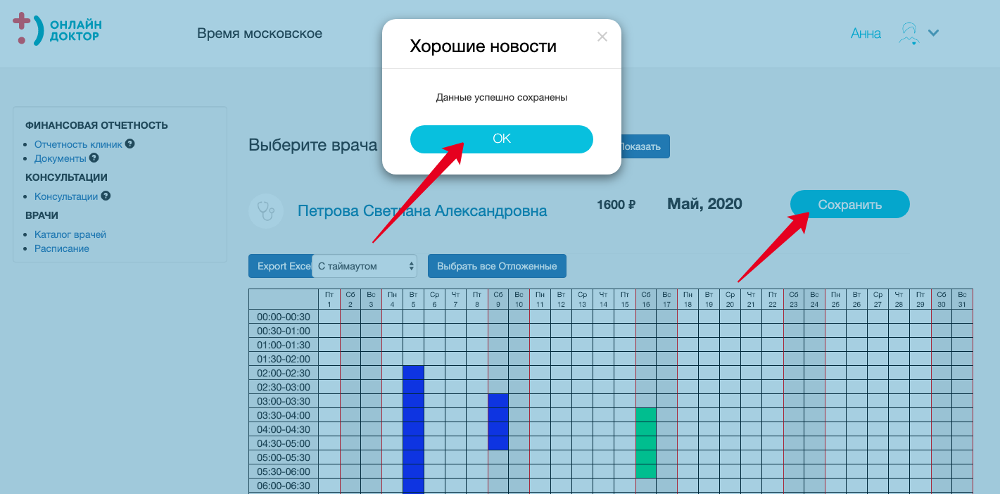 ОНЛАЙН
ДОКТОР
Время московское
Анна
Хорошие новости
Данные успешно сохранены
OK
ФИНАНСОВАЯ ОТЧЕТНОСТЬ
Отчетность клиник
Документы
КОНСУЛЬТАЦИИ
Консультации
ВРАЧИ
Каталог врачей
Расписание
Выберите врача
Показать
Петрова Светлана Александровна
1600 ₽
Май, 2020
Сохранить
Export Excel
С таймаутом
Выбрать все Отложенные
Пт Сб Вс Пн Вт Ср Чт Пт Сб Вс Пн Вт Ср Чт Пт Сб Вс Пн Вт Ср Чт Пт Сб Вс Пн Вт Ср Чт Пт Сб Вс
1 2 3 4 5 6 7 8 9 10 11 12 13 14 15 16 17 18 19 20 21 22 23 24 25 26 27 28 29 30 31
00:00-00:30
00:30-01:00
01:00-01:30
01:30-02:00
02:00-02:30
02:30-03:00
03:00-03:30
03:30-04:00
04:00-04:30
04:30-05:00
05:00-05:30
05:30-06:00
06:00-06:30